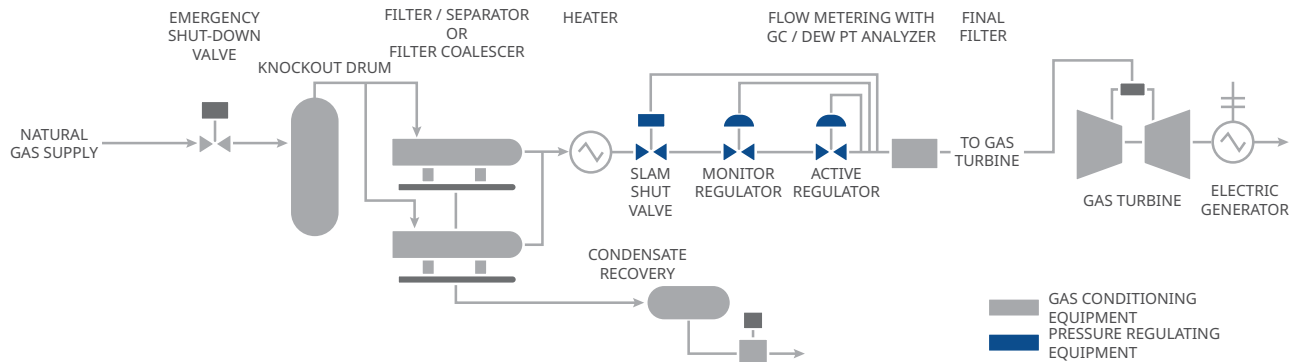 EMERGENCY
SHUT-DOWN
VALVE
FILTER / SEPARATOR
OR
FILTER COALESCER
HEATER
FLOW METERING WITH
GC / DEW PT ANALYZER
FINAL
FILTER
KNOCKOUT DRUM
NATURAL
GAS SUPPLY
SLAM
SHUT
VALVE
MONITOR
REGULATOR
ACTIVE
REGULATOR
TO GAS
TURBINE
GAS TURBINE
ELECTRIC
GENERATOR
CONDENSATE
RECOVERY
GAS CONDITIONING
EQUIPMENT
PRESSURE REGULATING
EQUIPMENT